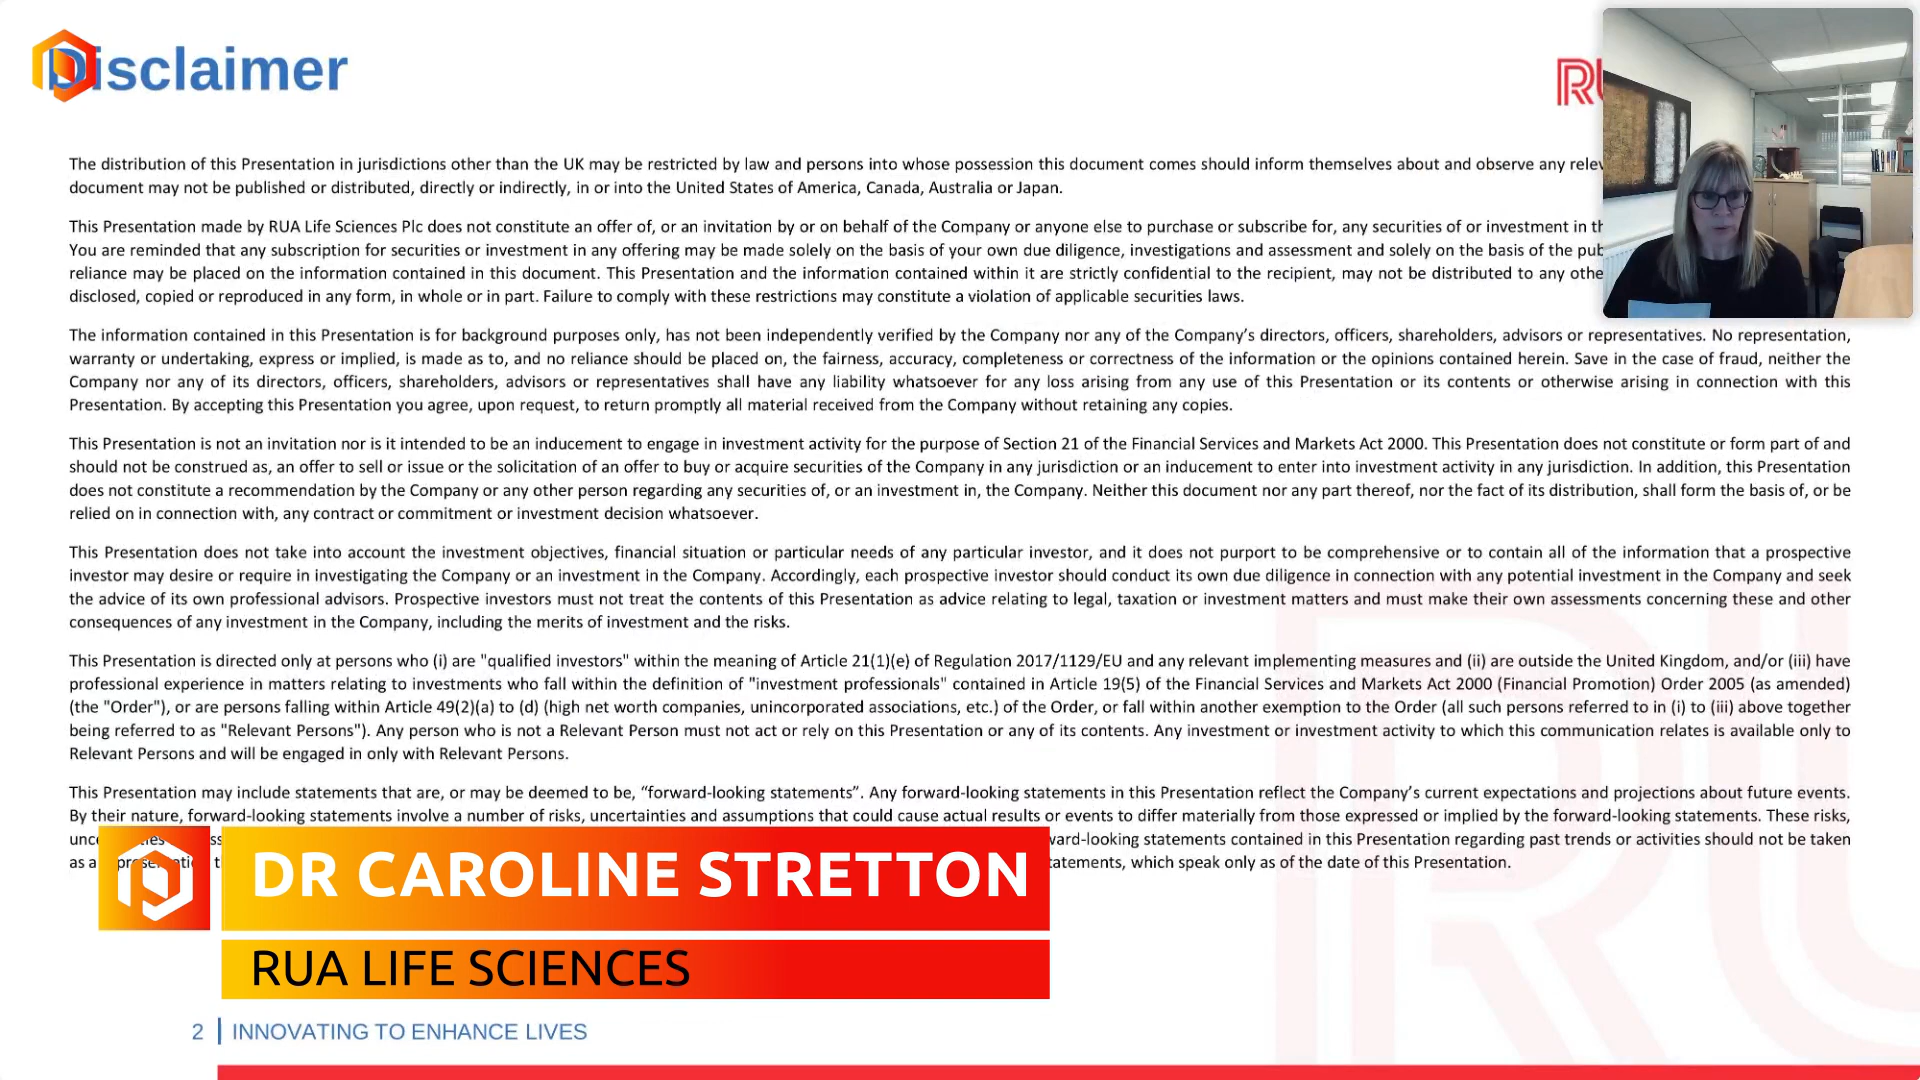 Disclaimer
RU
The distribution of this Presentation in jurisdictions other than the UK may be restricted by law and persons into whose possession this document comes should inform themselves about and observe any
document may not be published or distributed, directly or indirectly, in or into the United States of America, Canada, Australia or Japan.
This Presentation made by RUA Life Sciences Plc does not constitute an offer of, or an invitation by or on behalf of the Company or anyone else to purchase or subscribe for, any securities of or investment in
You are reminded that any subscription for securities or investment in any offering may be made solely on the basis of your own due diligence, investigations and assessment and solely on the basis of the
reliance may be placed on the information contained in this document. This Presentation and the information contained within it are strictly confidential to the recipient, may not be distributed to any
disclosed, copied or reproduced in any form, in whole or in part. Failure to comply with these restrictions may constitute a violation of applicable securities laws.
The information contained in this Presentation is for background purposes only, has not been independently verified by the Company nor any of the Company’s directors, officers, shareholders, advisors or representatives. No representation,
warranty or undertaking, express or implied, is made as to, and no reliance should be placed on, the fairness, accuracy, completeness or correctness of the information or the opinions contained herein. Save in the case of fraud, neither the
Company nor any of its directors, officers, shareholders, advisors or representatives shall have any liability whatsoever for any loss arising from any use of this Presentation or its contents or otherwise arising in connection with this
Presentation. By accepting this Presentation you agree, upon request, to return promptly all material received from the Company without retaining any copies.
This Presentation is not an invitation nor is it intended to be an inducement to engage in investment activity for the purpose of Section 21 of the Financial Services and Markets Act 2000. This Presentation does not constitute or form part of and
should not be construed as, an offer to sell or issue or the solicitation of an offer to buy or acquire securities of the Company in any jurisdiction or an inducement to enter into investment activity in any jurisdiction. In addition, this Presentation
does not constitute a recommendation by the Company or any other person regarding any securities of, or an investment in, the Company. Neither this document nor any part thereof, nor the fact of its distribution, shall form the basis of, or be
relied on in connection with, any contract or commitment or investment decision whatsoever.
This Presentation does not take into account the investment objectives, financial situation or particular needs of any particular investor, and it does not purport to be comprehensive or to contain all of the information that a prospective
investor may desire or require in investigating the Company or an investment in the Company. Accordingly, each prospective investor should conduct its own due diligence in connection with any potential investment in the Company and seek
the advice of its own professional advisors. Prospective investors must not treat the contents of this Presentation as advice relating to legal, taxation or investment matters and must make their own assessments concerning these and other
consequences of any investment in the Company, including the merits of investment and the risks.
This Presentation is directed only at persons who (i) are "qualified investors" within the meaning of Article 21(1)(e) of Regulation 2017/1129/EU and any relevant implementing measures and (ii) are outside the United Kingdom, and/or (iii) have
professional experience in matters relating to investments who fall within the definition of "investment professionals" contained in Article 19(5) of the Financial Services and Markets Act 2000 (Financial Promotion) Order 2005 (as amended)
(the "Order"), or are persons falling within Article 49(2)(a) to (d) (high net worth companies, unincorporated associations, etc.) of the Order, or fall within another exemption to the Order (all such persons referred to in (i) to (iii) above together
being referred to as "Relevant Persons"). Any person who is not a Relevant Person must not act or rely on this Presentation or any of its contents. Any investment or investment activity to which this communication relates is available only to
Relevant Persons and will be engaged in only with Relevant Persons.
This Presentation may include statements that are, or may be deemed to be, “forward-looking statements”. Any forward-looking statements in this Presentation reflect the Company’s current expectations and projections about future events.
By their nature, forward-looking statements involve a number of risks, uncertainties and assumptions that could cause actual results or events to differ materially from those expressed or implied by the forward-looking statements. These risks,
statements contained in this Presentation regarding past trends or activities should not be taken
as a which speak only as of the date of this Presentation.
DR CAROLINE STRETTON
RUA LIFE SCIENCES
2 | INNOVATING TO ENHANCE LIVES